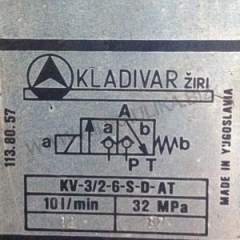 KLADIVAR ŽIRI
113.80.57
A
a a b b
P T
KV-3/2-6-S-D-AT
10 l/min 32 MPa
MADE IN YUGOSLAVIA